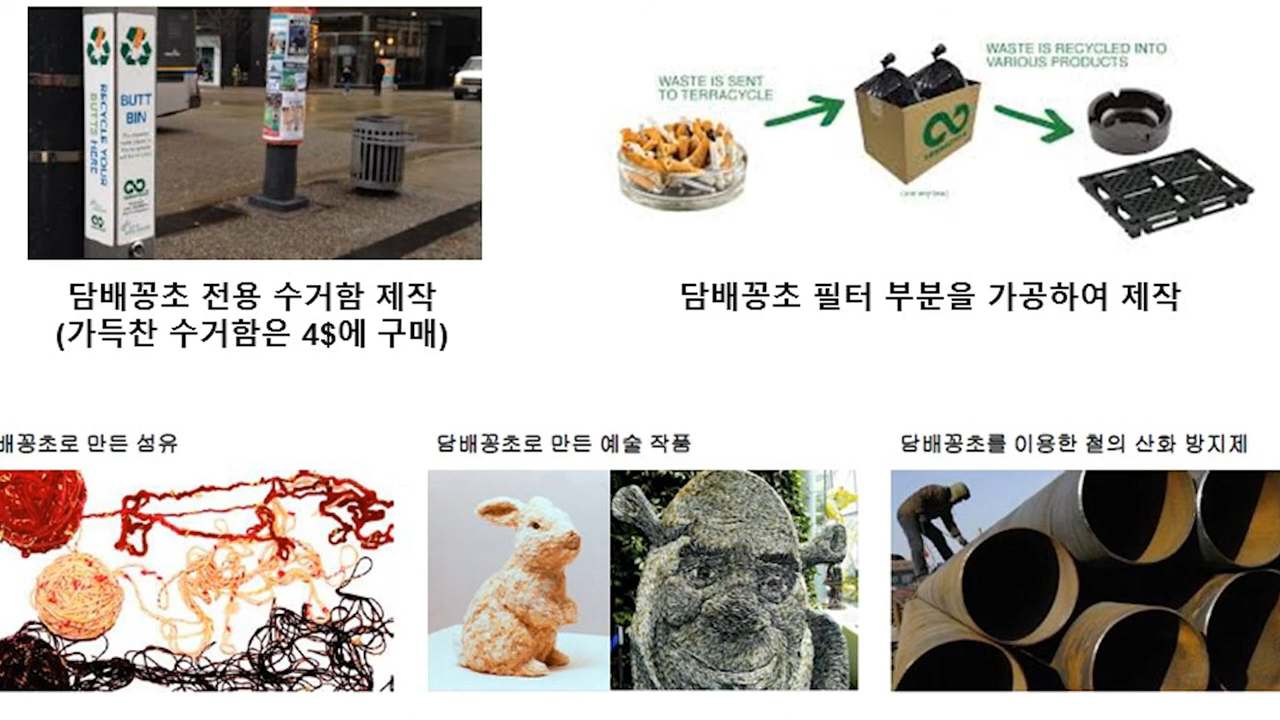 RECYCLE YOUR
BUTTS HERE
BUTT
BIN
담배꽁초 전용 수거함 제작
(가득찬 수거함은 4$에 구매)
WASTE IS SENT
TO TERRACYCLE
WASTE IS RECYCLED INTO
VARIOUS PRODUCTS
담배꽁초 필터 부분을 가공하여 제작
배꽁초로 만든 섬유
담배꽁초로 만든 예술 작품
담배꽁초를 이용한 철의 산화 방지제